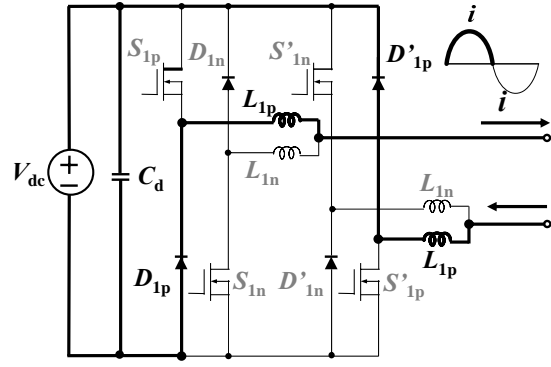 S1p D1n S'1n D'1p i
i
L1p
L1n
Vdc Cd
L1n
L1p
D1p S1n D'1n S'1p